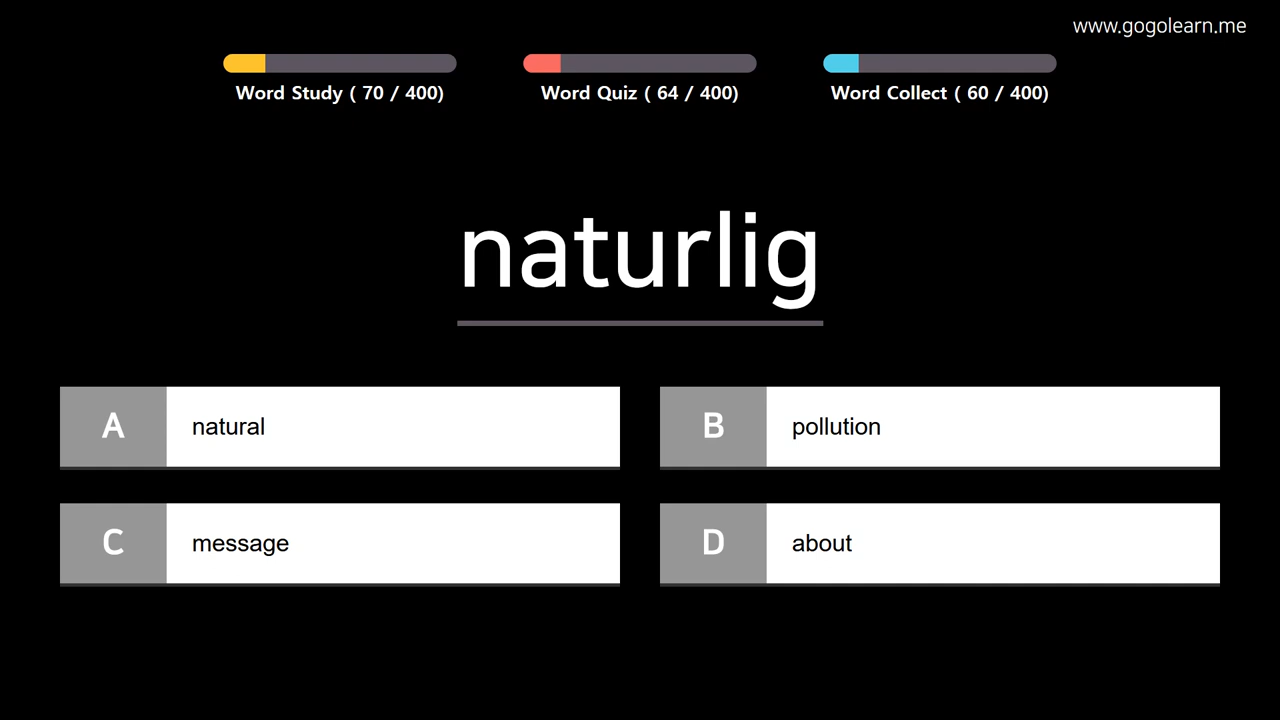 www.gogolearn.me
Word Study ( 70 / 400)
Word Quiz ( 64 / 400)
Word Collect ( 60 / 400)
naturlig
A natural
B pollution
C message
D about